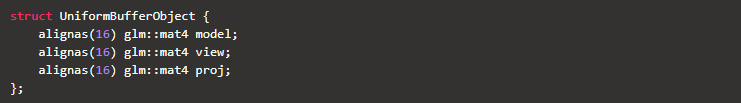 struct UniformBufferObject {
    alignas(16) glm::mat4 model;
    alignas(16) glm::mat4 view;
    alignas(16) glm::mat4 proj;
};